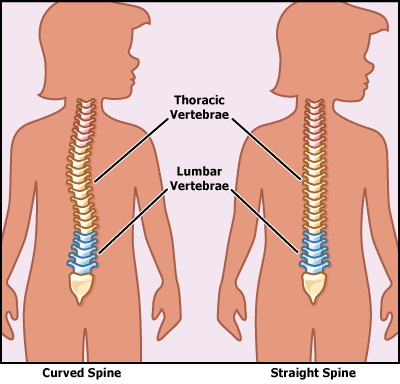 Thoracic
Vertebrae
Lumbar
Vertebrae
Curved Spine
Straight Spine